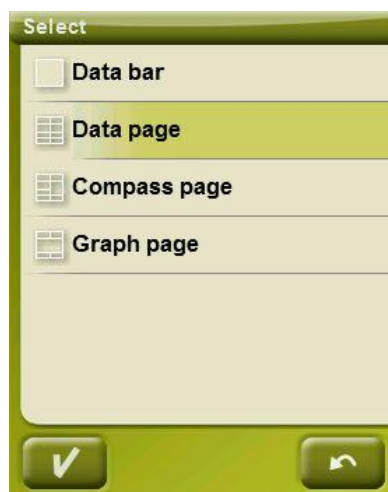 Select
Data bar
Data page
Compass page
Graph page